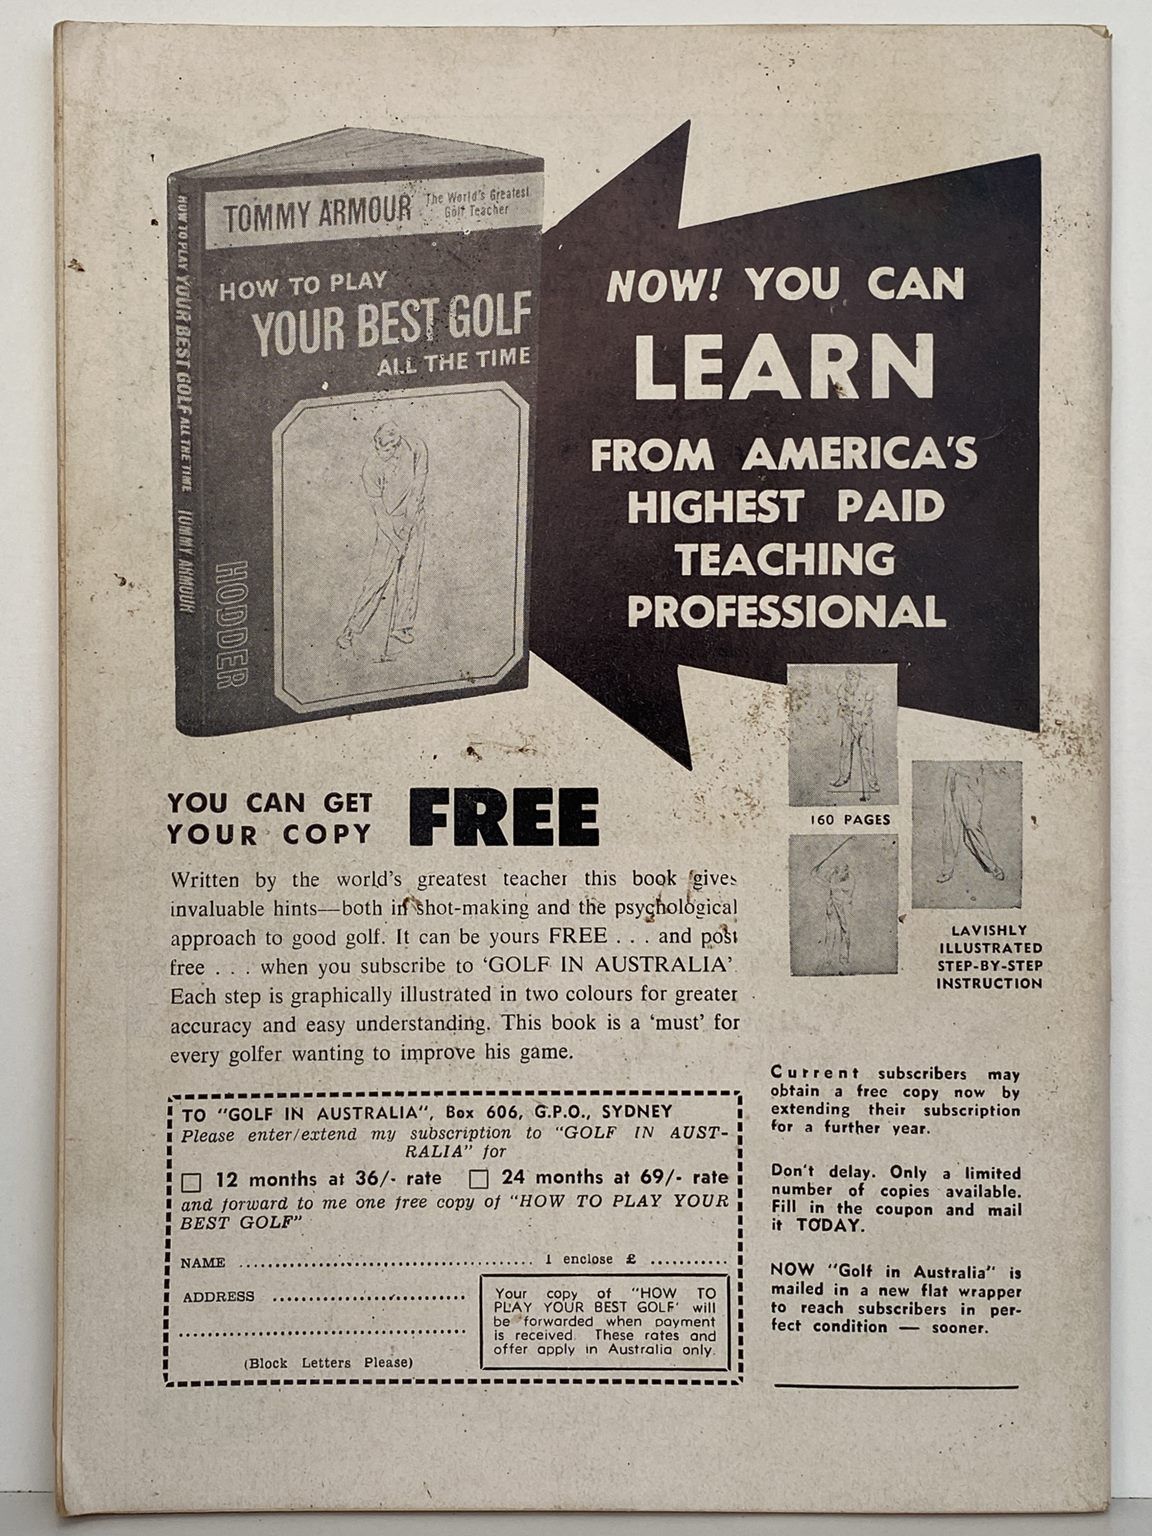 TOMMY ARMOUR
The World's Greatest
Golf Teacher
HOW TO PLAY
YOUR BEST GOLF
ALL THE TIME
HOW TO PLAY YOUR BEST GOLF ALL THE TIME TOMMY ARMOUR
HODDER
NOW! YOU CAN
LEARN
FROM AMERICA'S
HIGHEST PAID
TEACHING
PROFESSIONAL
160 PAGES
LAVISHLY
ILLUSTRATED
STEP-BY-STEP
INSTRUCTION
YOU CAN GET
YOUR COPY
FREE
Written by the world's greatest teacher this book gives
invaluable hints—both in shot-making and the psychological
approach to good golf. It can be yours FREE . . . and post
free . . . when you subscribe to 'GOLF IN AUSTRALIA'
Each step is graphically illustrated in two colours for greater
accuracy and easy understanding. This book is a 'must' for
every golfer wanting to improve his game.
TO "GOLF IN AUSTRALIA", Box 606, G.P.O., SYDNEY
Please enter/extend my subscription to "GOLF IN AUST-
RALIA" for
12 months at 36/- rate 24 months at 69/- rate
and forward to me one free copy of "HOW TO PLAY YOUR
BEST GOLF"
NAME ........................................ I enclose £ ...........
ADDRESS ............................
..........................................
(Block Letters Please)
Your copy of "HOW TO
PLAY YOUR BEST GOLF' will
be forwarded when payment
is received. These rates and
offer apply in Australia only.
Current subscribers may
obtain a free copy now by
extending their subscription
for a further year.
Don't delay. Only a limited
number of copies available.
Fill in the coupon and mail
it TODAY.
NOW "Golf in Australia" is
mailed in a new flat wrapper
to reach subscribers in per-
fect condition — sooner.